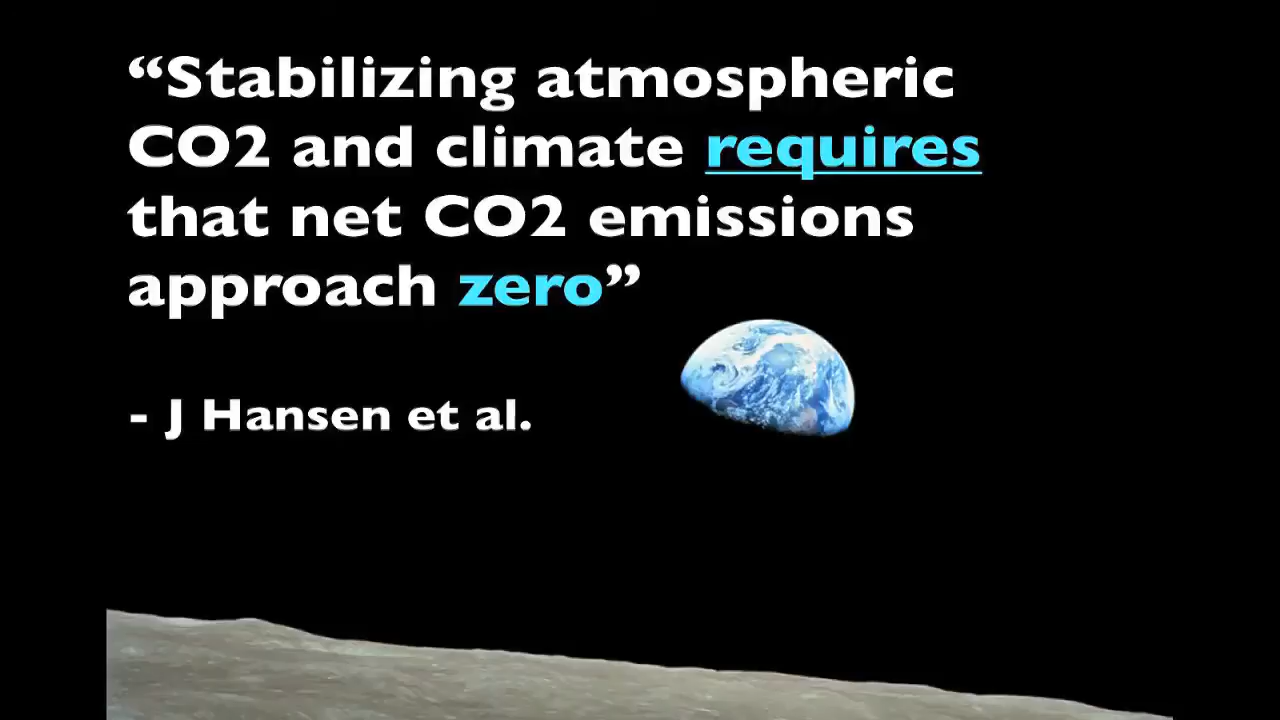 “Stabilizing atmospheric
CO2 and climate requires
that net CO2 emissions
approach zero”
- J Hansen et al.